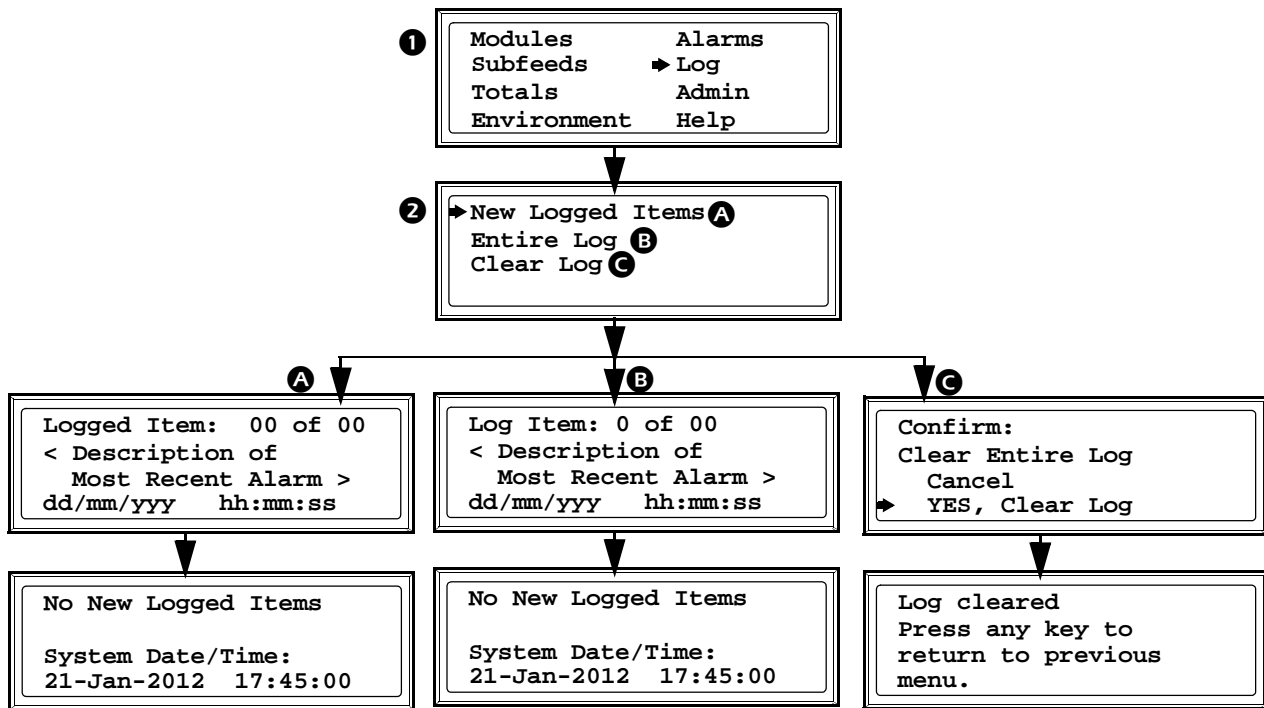 ❶
Modules Alarms
Subfeeds Log
Totals Admin
Environment Help
❷
New Logged Items A
Entire Log B
Clear Log C
A
Logged Item: 00 of 00
< Description of
Most Recent Alarm >
dd/mm/yyy hh:mm:ss
No New Logged Items
System Date/Time:
21-Jan-2012 17:45:00
B
Log Item: 0 of 00
< Description of
Most Recent Alarm >
dd/mm/yyy hh:mm:ss
No New Logged Items
System Date/Time:
21-Jan-2012 17:45:00
C
Confirm:
Clear Entire Log
Cancel
YES, Clear Log
Log cleared
Press any key to
return to previous
menu.